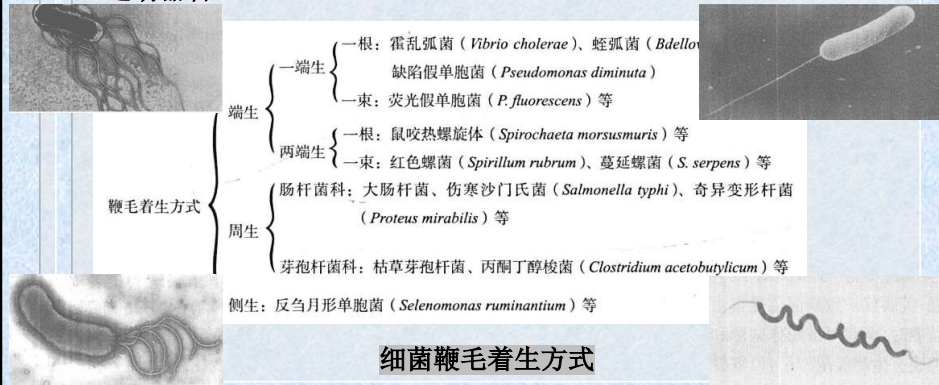 一根：霍乱弧菌（Vibrio cholerae）、蛭弧菌（Bdello
一端生
缺陷假单胞菌（Pseudomonas diminuta）
一束：荧光假单胞菌（P. fluorescens）等
端生
一根：鼠咬热螺旋体（Spirochaeta morsusmuris）等
两端生
一束：红色螺菌（Spirillum rubrum）、蔓延螺菌（S. serpens）等
肠杆菌科：大肠杆菌、伤寒沙门氏菌（Salmonella typhi）、奇异变形杆菌
鞭毛着生方式
（Proteus mirabilis）等
周生
芽孢杆菌科：枯草芽孢杆菌、丙酮丁醇梭菌（Clostridium acetobutylicum）等
侧生：反刍月形单胞菌（Selenomonas ruminantium）等
细菌鞭毛着生方式